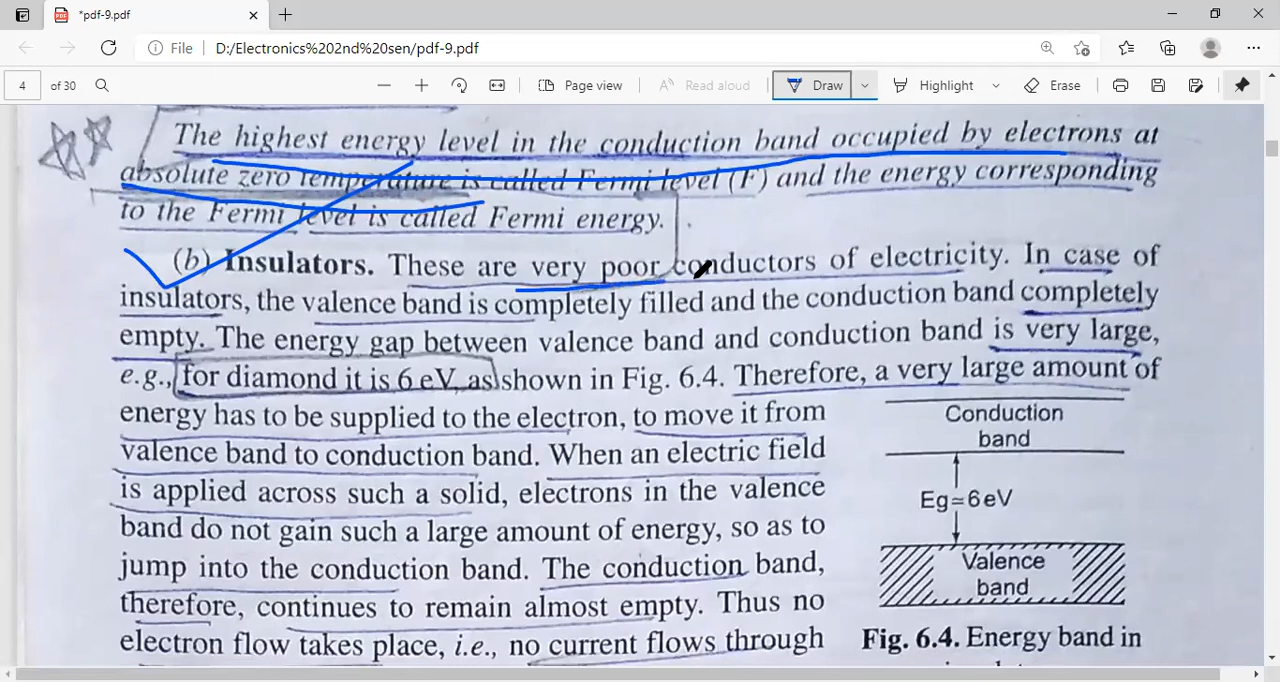 *pdf-9.pdf
File D:/Electronics%202nd%20sen/pdf-9.pdf
4 of 30 Page view Read aloud Draw Highlight Erase
The highest energy level in the conduction band occupied by electrons at
absolute zero temperature is called Fermi level (F) and the energy corresponding
to the Fermi level is called Fermi energy.
(b) Insulators. These are very poor conductors of electricity. In case of
insulators, the valence band is completely filled and the conduction band completely
empty. The energy gap between valence band and conduction band is very large,
e.g., for diamond it is 6 eV, as shown in Fig. 6.4. Therefore, a very large amount of
energy has to be supplied to the electron, to move it from
valence band to conduction band. When an electric field
is applied across such a solid, electrons in the valence
band do not gain such a large amount of energy, so as to
jump into the conduction band. The conduction band,
therefore, continues to remain almost empty. Thus no
electron flow takes place, i.e., no current flows through
Conduction
band
Eg≃6eV
Valence
band
Fig. 6.4. Energy band in